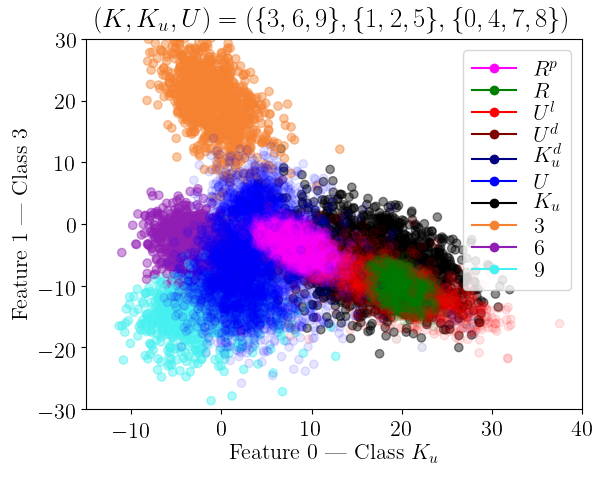 (K, K_u, U) = ({3, 6, 9}, {1, 2, 5}, {0, 4, 7, 8})
30
20
10
0
−10
−20
−30
Feature 1 — Class 3
R^p
R
U^l
U^d
K_u^d
U
K_u
3
6
9
−10
0
10
20
30
40
Feature 0 — Class K_u